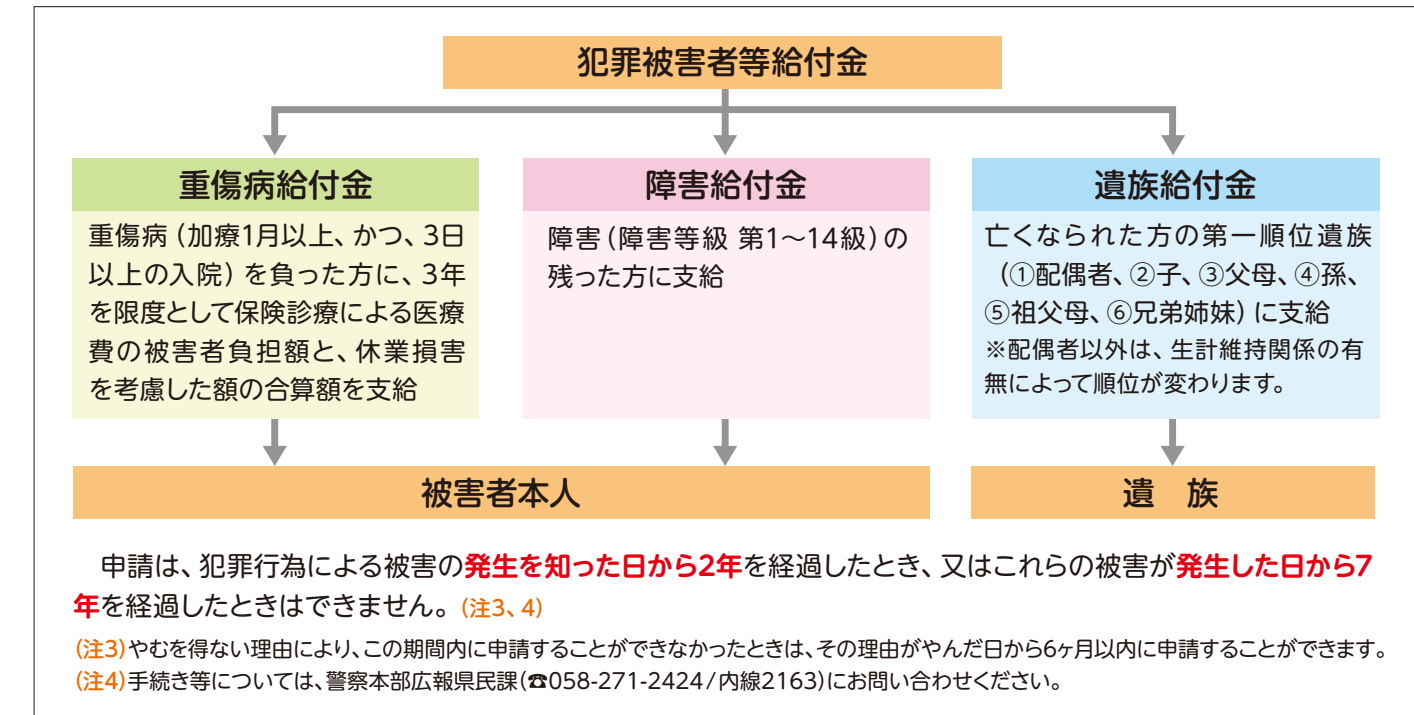 犯罪被害者等給付金
重傷病給付金
重傷病（加療1月以上、かつ、3日
以上の入院）を負った方に、3年
を限度として保険診療による医療
費の被害者負担額と、休業損害
を考慮した額の合算額を支給
障害給付金
障害（障害等級 第1～14級）の
残った方に支給
遺族給付金
亡くなられた方の第一順位遺族
（①配偶者、②子、③父母、④孫、
⑤祖父母、⑥兄弟姉妹）に支給
※配偶者以外は、生計維持関係の有
無によって順位が変わります。
被害者本人
遺　族
申請は、犯罪行為による被害の発生を知った日から2年を経過したとき、又はこれらの被害が発生した日から7
年を経過したときはできません。（注3、4）
（注3）やむを得ない理由により、この期間内に申請することができなかったときは、その理由がやんだ日から6ヶ月以内に申請することができます。
（注4）手続き等については、警察本部広報県民課（☎058-271-2424/内線2163）にお問い合わせください。